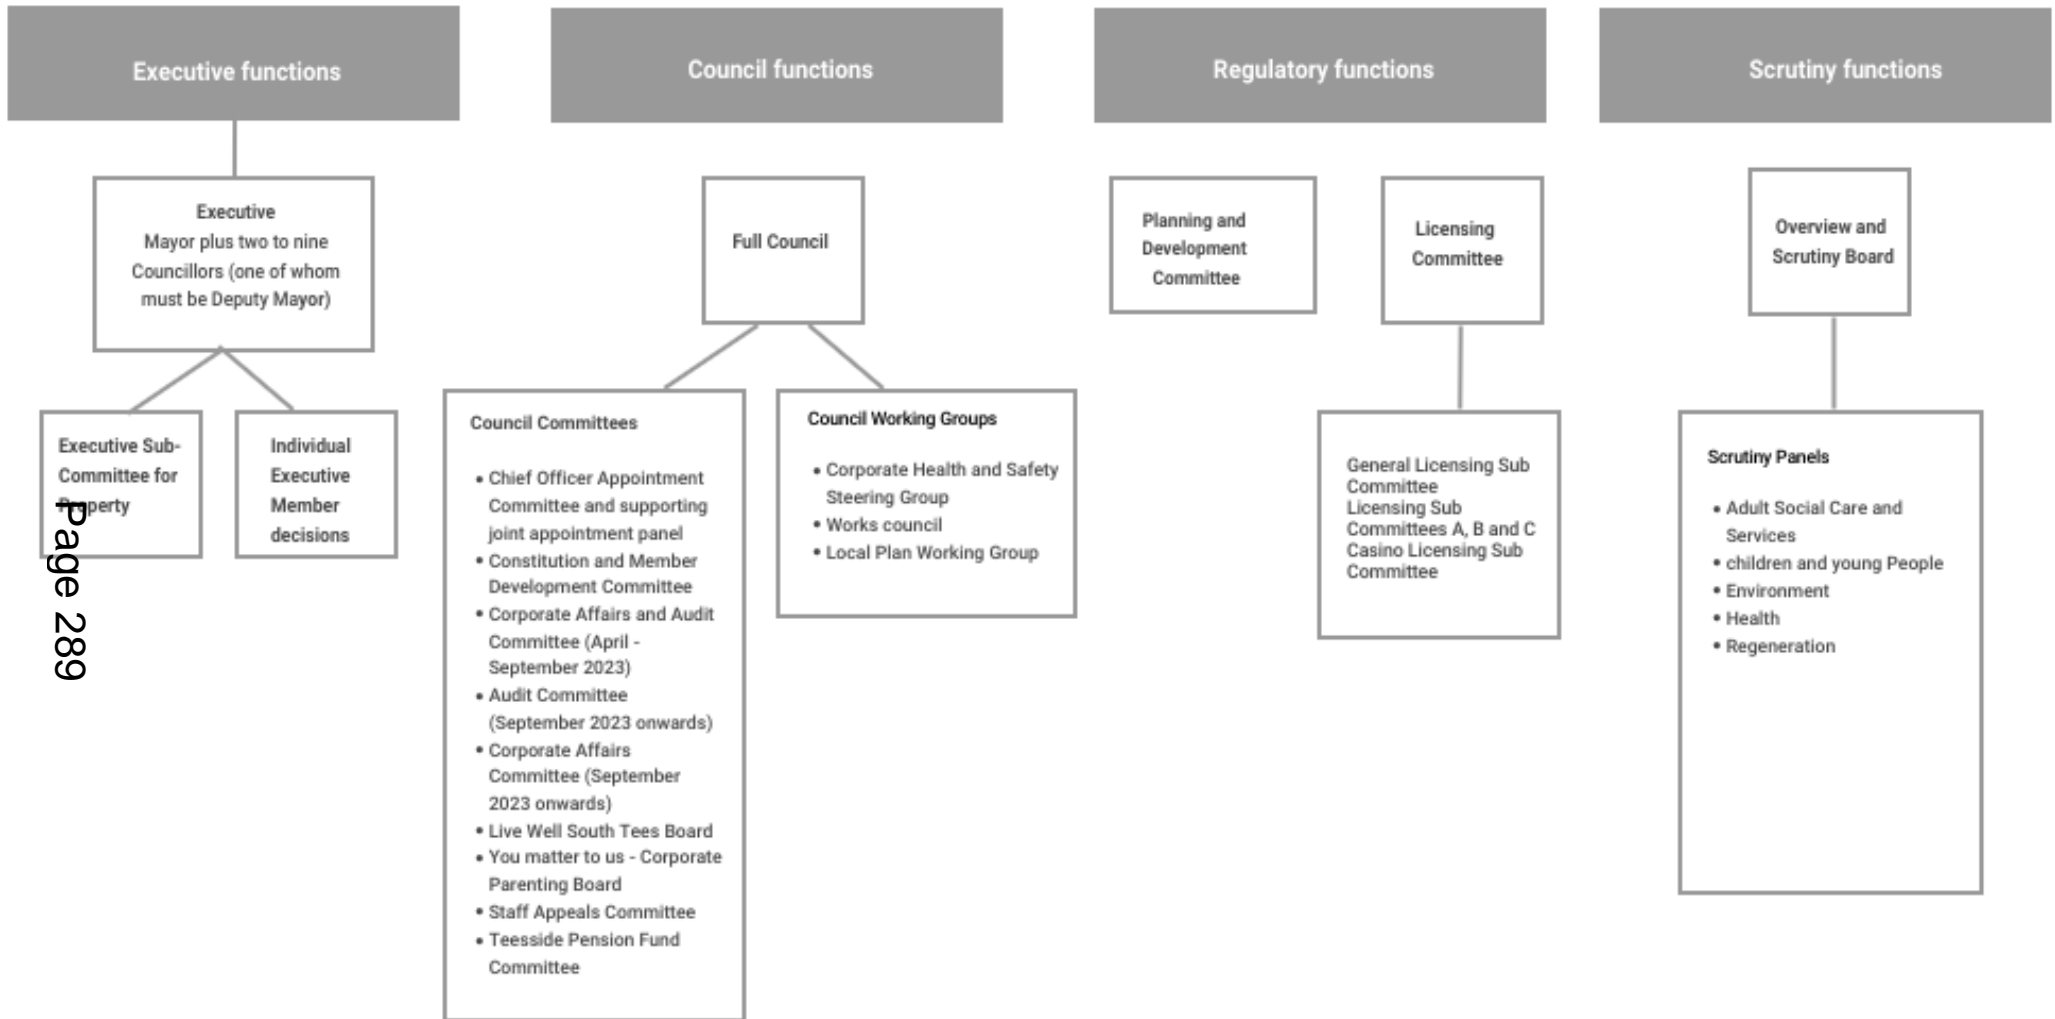 Executive functions
Council functions
Regulatory functions
Scrutiny functions
Executive
Mayor plus two to nine
Councillors (one of whom
must be Deputy Mayor)
Executive Sub-
Committee for
Property
Individual
Executive
Member
decisions
Full Council
Council Committees
• Chief Officer Appointment
Committee and supporting
joint appointment panel
• Constitution and Member
Development Committee
• Corporate Affairs and Audit
Committee (April -
September 2023)
• Audit Committee
(September 2023 onwards)
• Corporate Affairs
Committee (September
2023 onwards)
• Live Well South Tees Board
• You matter to us - Corporate
Parenting Board
• Staff Appeals Committee
• Teesside Pension Fund
Committee
Council Working Groups
• Corporate Health and Safety
Steering Group
• Works council
• Local Plan Working Group
Planning and
Development
Committee
Licensing
Committee
General Licensing Sub
Committee
Licensing Sub
Committees A, B and C
Casino Licensing Sub
Committee
Overview and
Scrutiny Board
Scrutiny Panels
• Adult Social Care and
Services
• children and young People
• Environment
• Health
• Regeneration
Page 289